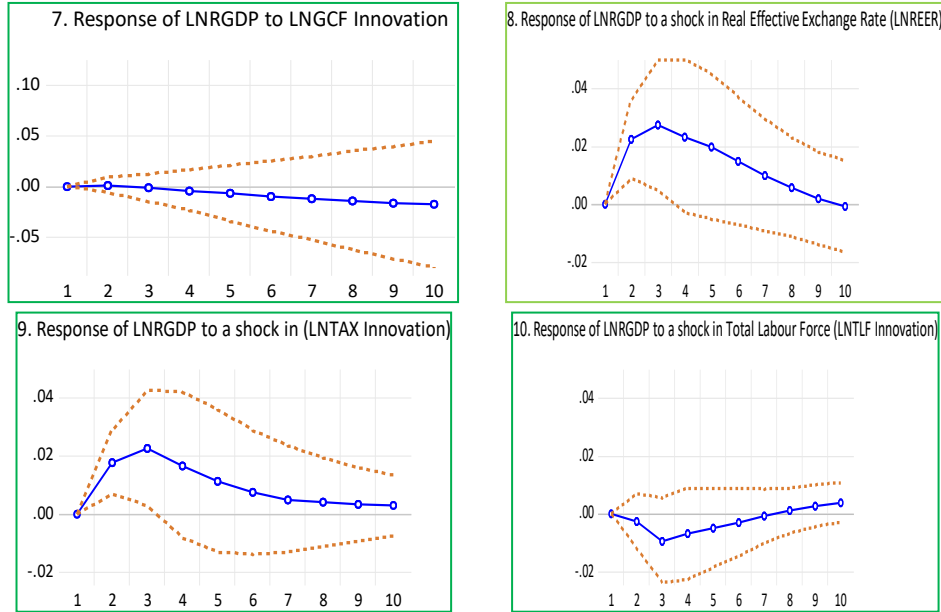 7. Response of LNRGDP to LNGCF Innovation
.10
.05
.00
-.05
1 2 3 4 5 6 7 8 9 10
8. Response of LNRGDP to a shock in Real Effective Exchange Rate (LNREER)
.04
.02
.00
-.02
1 2 3 4 5 6 7 8 9 10
9. Response of LNRGDP to a shock in (LNTAX Innovation)
.04
.02
.00
-.02
1 2 3 4 5 6 7 8 9 10
10. Response of LNRGDP to a shock in Total Labour Force (LNTLF Innovation)
.04
.02
.00
-.02
1 2 3 4 5 6 7 8 9 10